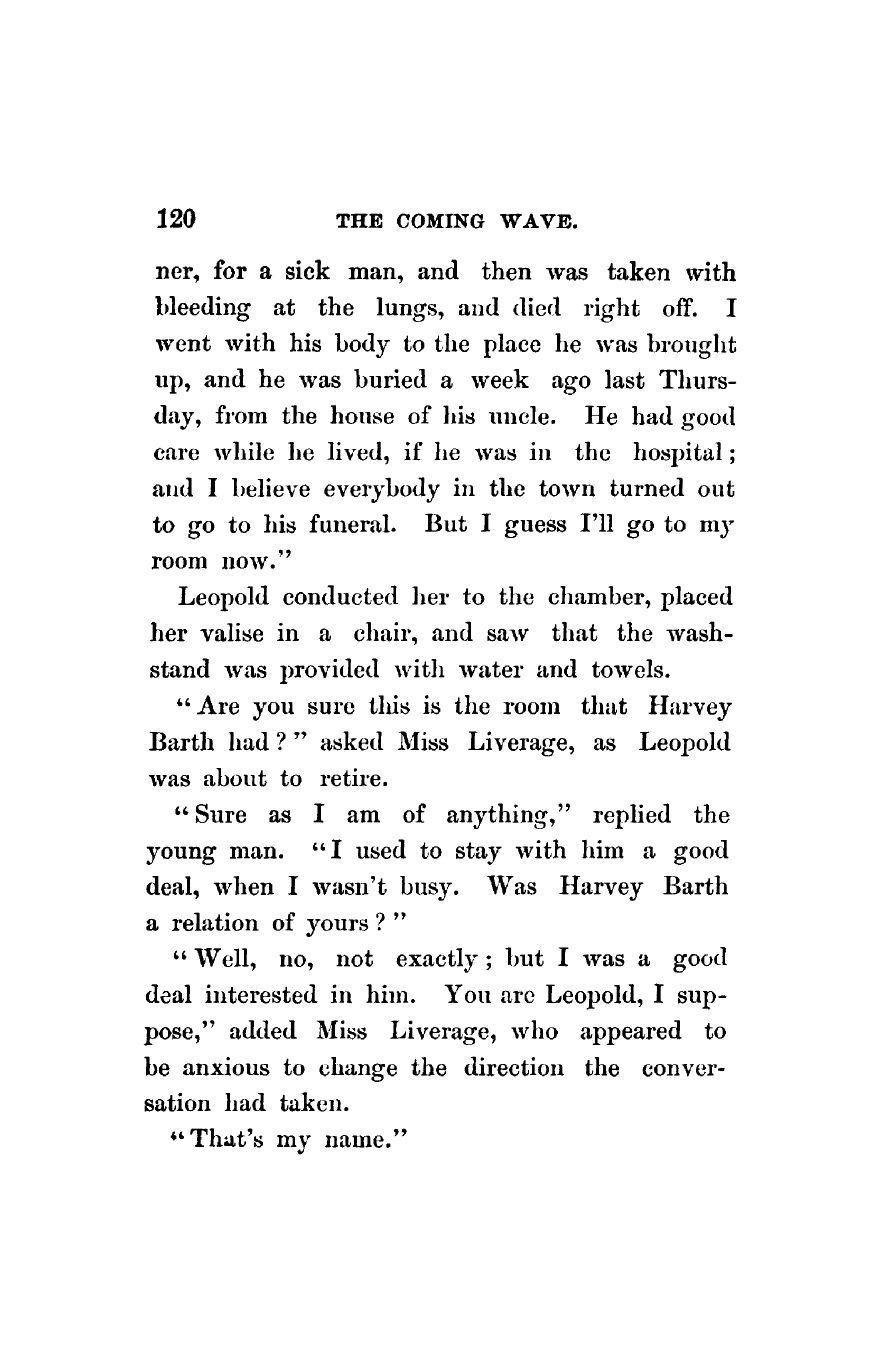 120 THE COMING WAVE.
ner, for a sick man, and then was taken with
bleeding at the lungs, and died right off. I
went with his body to the place he was brought
up, and he was buried a week ago last Thurs-
day, from the house of his uncle. He had good
care while he lived, if he was in the hospital;
and I believe everybody in the town turned out
to go to his funeral. But I guess I'll go to my
room now."
Leopold conducted her to the chamber, placed
her valise in a chair, and saw that the wash-
stand was provided with water and towels.
"Are you sure this is the room that Harvey
Barth had?" asked Miss Liverage, as Leopold
was about to retire.
"Sure as I am of anything," replied the
young man. "I used to stay with him a good
deal, when I wasn't busy. Was Harvey Barth
a relation of yours?"
"Well, no, not exactly; but I was a good
deal interested in him. You are Leopold, I sup-
pose," added Miss Liverage, who appeared to
be anxious to change the direction the conver-
sation had taken.
"That's my name."